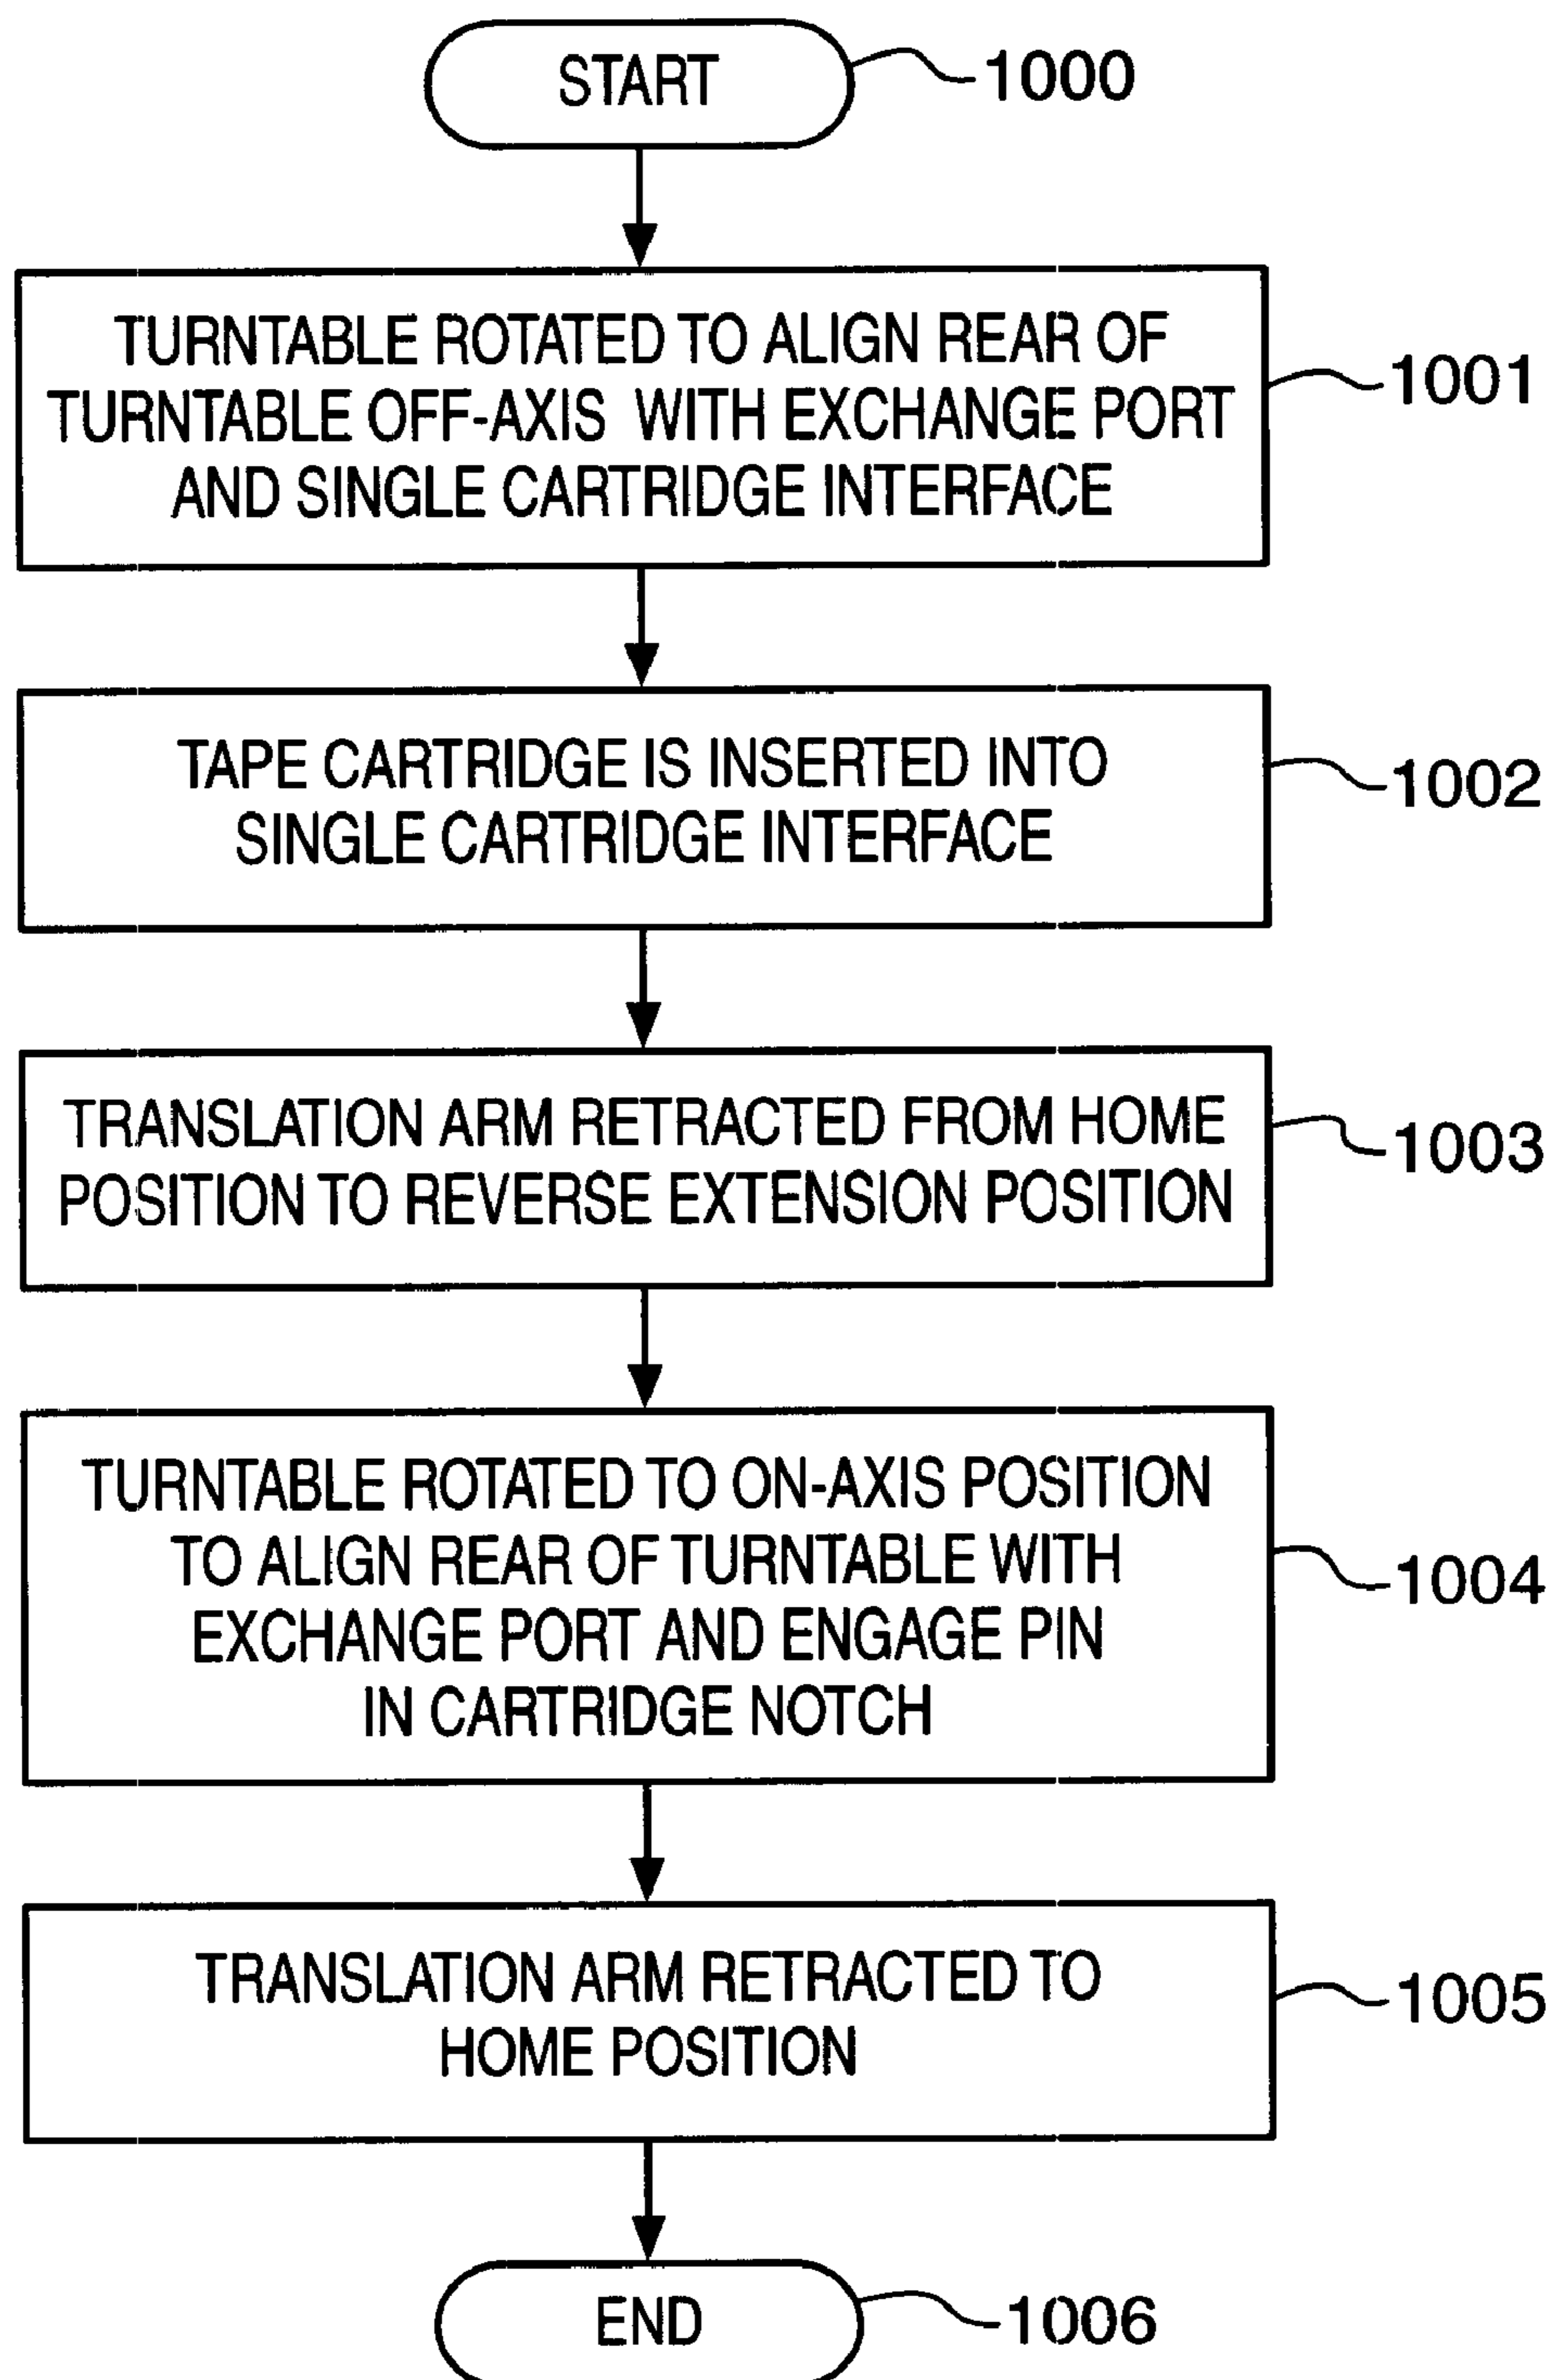 START
1000
TURNTABLE ROTATED TO ALIGN REAR OF
TURNTABLE OFF-AXIS WITH EXCHANGE PORT
AND SINGLE CARTRIDGE INTERFACE
1001
TAPE CARTRIDGE IS INSERTED INTO
SINGLE CARTRIDGE INTERFACE
1002
TRANSLATION ARM RETRACTED FROM HOME
POSITION TO REVERSE EXTENSION POSITION
1003
TURNTABLE ROTATED TO ON-AXIS POSITION
TO ALIGN REAR OF TURNTABLE WITH
EXCHANGE PORT AND ENGAGE PIN
IN CARTRIDGE NOTCH
1004
TRANSLATION ARM RETRACTED TO
HOME POSITION
1005
END
1006